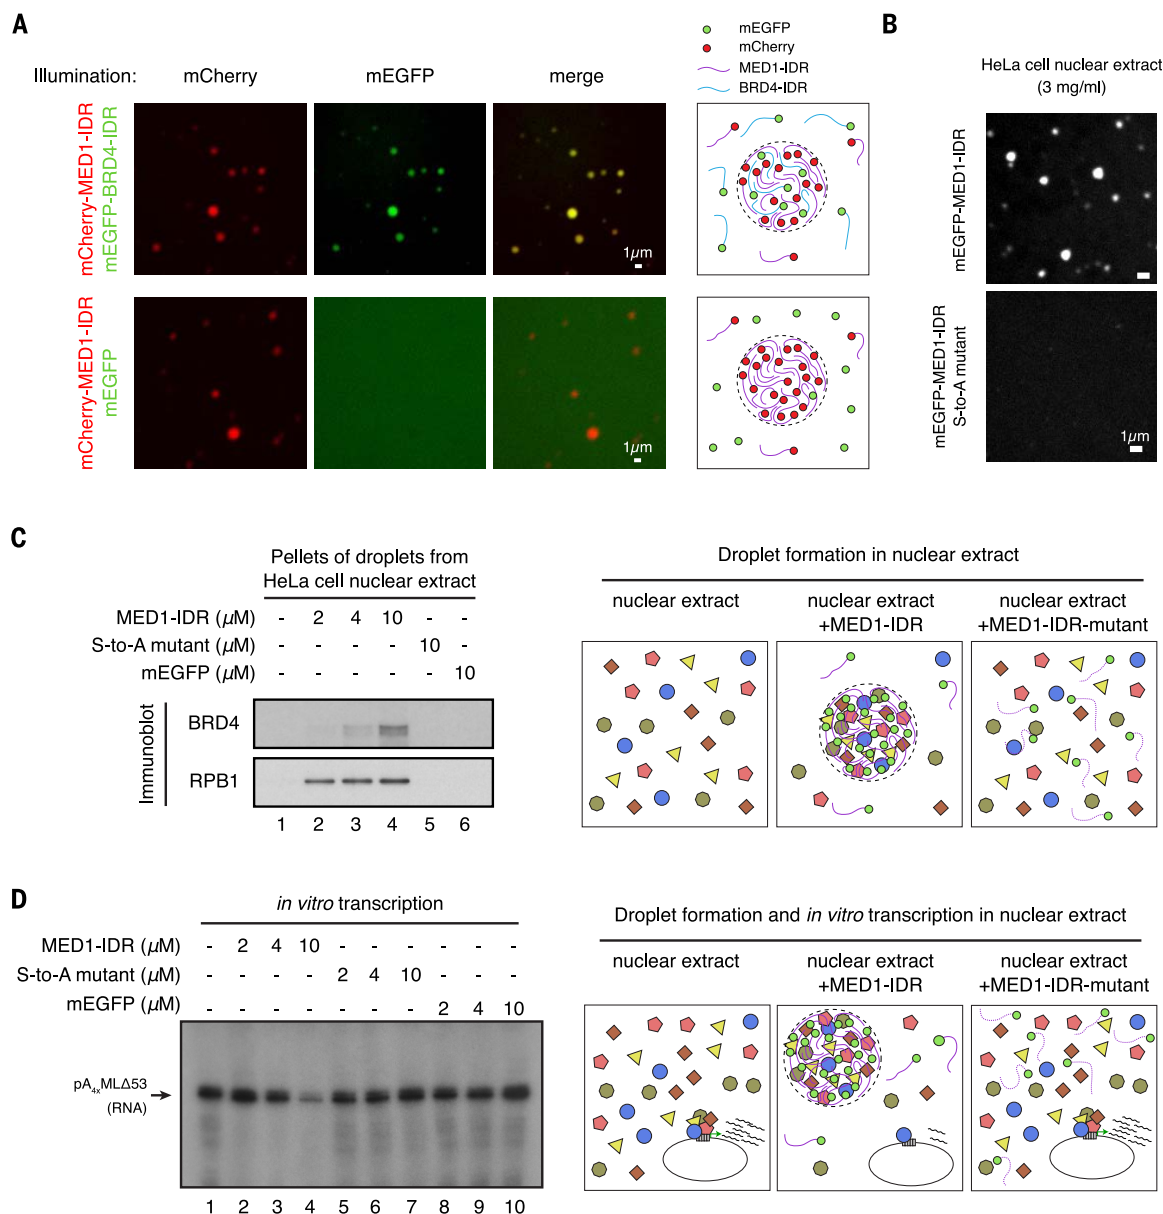 A
Illumination:
mCherry
mEGFP
merge
mCherry-MED1-IDR
mEGFP-BRD4-IDR
1µm
mCherry-MED1-IDR
mEGFP
1µm
mEGFP
mCherry
MED1-IDR
BRD4-IDR
B
HeLa cell nuclear extract
(3 mg/ml)
mEGFP-MED1-IDR
mEGFP-MED1-IDR
S-to-A mutant
1µm
C
Pellets of droplets from
HeLa cell nuclear extract
MED1-IDR (µM) - 2 4 10 - -
S-to-A mutant (µM) - - - - 10 -
mEGFP (µM) - - - - - 10
Immunoblot
BRD4
RPB1
1 2 3 4 5 6
Droplet formation in nuclear extract
nuclear extract
nuclear extract
+MED1-IDR
nuclear extract
+MED1-IDR-mutant
D
in vitro transcription
MED1-IDR (µM) - 2 4 10 - - - - - -
S-to-A mutant (µM) - - - - 2 4 10 - - -
mEGFP (µM) - - - - - - - 2 4 10
pA4xMLΔ53
(RNA)
1 2 3 4 5 6 7 8 9 10
Droplet formation and in vitro transcription in nuclear extract
nuclear extract
nuclear extract
+MED1-IDR
nuclear extract
+MED1-IDR-mutant